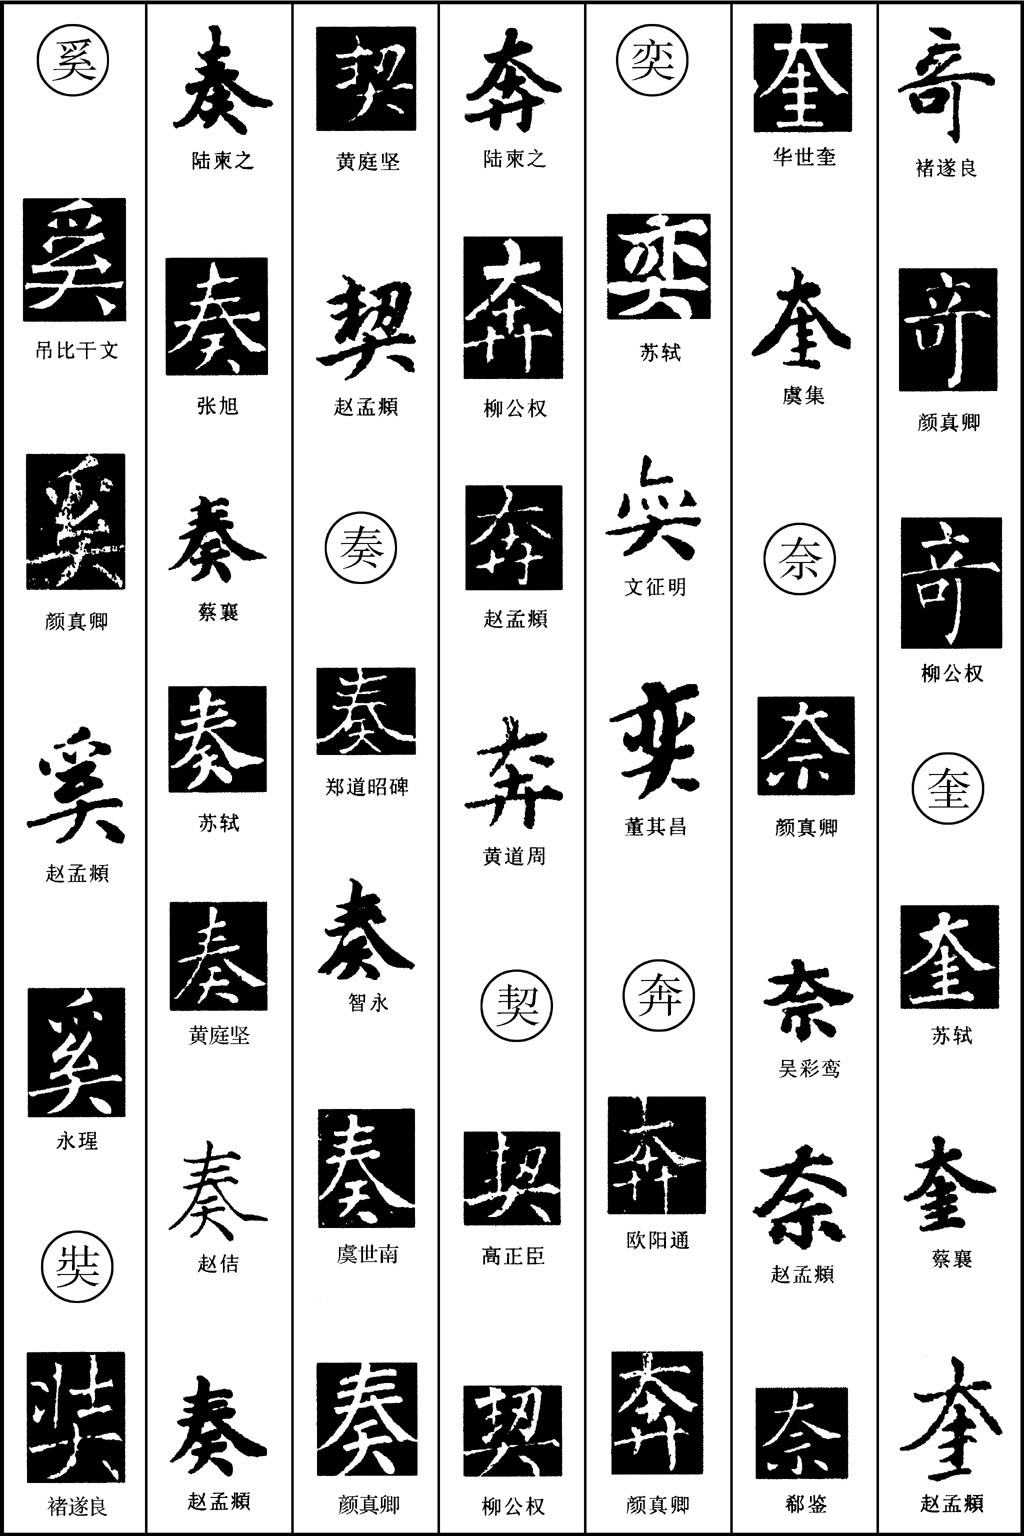 竒
褚遂良
竒
颜真卿
竒
柳公权
奎
奎
苏轼
奎
蔡襄
奎
赵孟頫
奎
华世奎
奎
虞集
奈
奈
颜真卿
奈
吴彩鸾
奈
赵孟頫
奈
郗鉴
奕
奕
苏轼
奕
文征明
奕
董其昌
奔
奔
欧阳通
奔
颜真卿
奔
陆柬之
奔
柳公权
奔
赵孟頫
奔
黄道周
契
契
高正臣
契
柳公权
契
黄庭坚
契
赵孟頫
奏
奏
郑道昭碑
奏
智永
奏
虞世南
奏
颜真卿
奏
陆柬之
奏
张旭
奏
蔡襄
奏
苏轼
奏
黄庭坚
奏
赵佶
奏
赵孟頫
奚
奚
吊比干文
奚
颜真卿
奚
赵孟頫
奚
永瑆
奘
奘
褚遂良